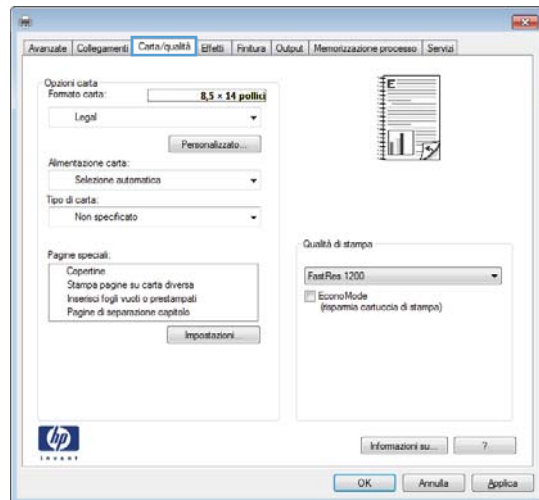 Avanzate Collegamenti Carta/qualità Effetti Finitura Output Memorizzazione processo Servizi
Opzioni carta
Formato carta: 8,5 × 14 pollici
Legal
Personalizzato...
Alimentazione carta:
Selezione automatica
Tipo di carta:
Non specificato
Pagine speciali:
Copertine
Stampa pagine su carta diversa
Inserisci fogli vuoti o prestampati
Pagine di separazione capitolo
Impostazioni...
E
Qualità di stampa
FastRes 1200
EconoMode
(risparmia cartuccia di stampa)
hp
invent
Informazioni su... ?
OK Annulla Applica